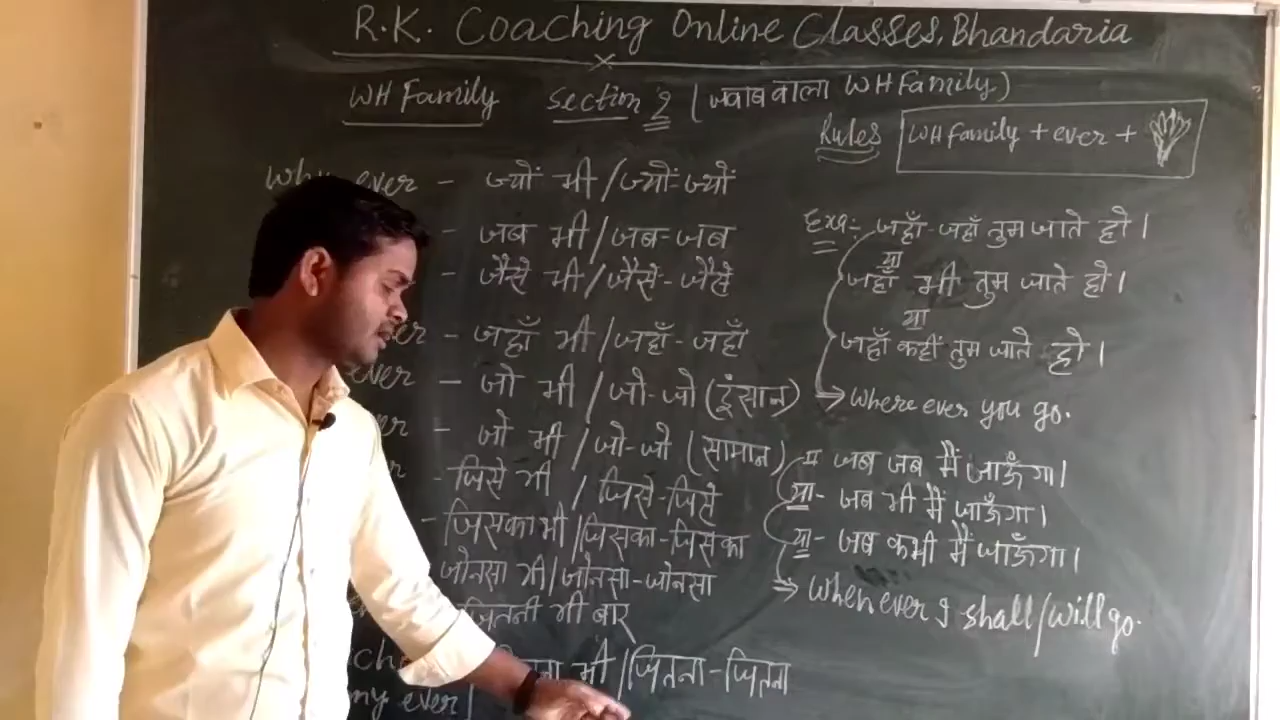 R.K. Coaching Online Classes, Bhandaria
WH Family Section 2 (जवाब वाला WH Family)
Rules WH family + ever +
Why ever - ज्यों भी/ज्यों-ज्यों
- जब भी/जब-जब
- जैसे भी/जैसे-जैसे
- जहाँ भी/जहाँ-जहाँ
ever - जो भी/जो-जो (इंसान)
- जो भी/जो-जो (सामान)
- जिसे भी/जिसे-जिसे
- जिसका भी/जिसका-जिसका
जोनसा भी/जोनसा-जोनसा
जितनी भी बार
भी/जितना-जितना
ever
Exa:- जहाँ-जहाँ तुम जाते हो।
या
जहाँ भी तुम जाते हो।
या
जहाँ कहीं तुम जाते हो।
⇒ where ever you go.
जब जब मैं जाऊँगा।
या- जब भी मैं जाऊँगा।
या- जब कभी मैं जाऊँगा।
⇒ when ever I shall/will go.